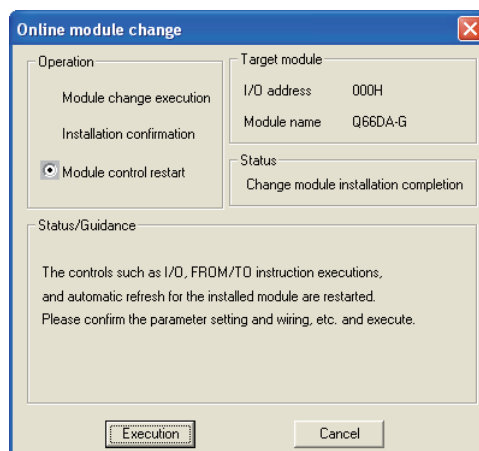 Online module change
Operation
Module change execution
Installation confirmation
Module control restart
Target module
I/O address 000H
Module name Q66DA-G
Status
Change module installation completion
Status/Guidance
The controls such as I/O, FROM/TO instruction executions,
and automatic refresh for the installed module are restarted.
Please confirm the parameter setting and wiring, etc. and execute.
Execution
Cancel